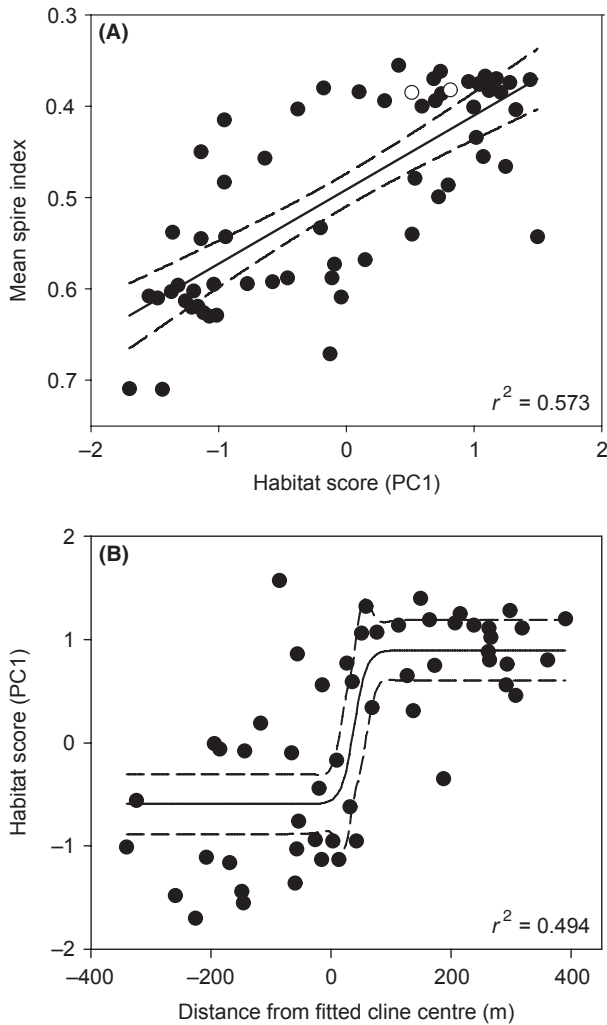 (A)
0.3
0.4
0.5
0.6
0.7
Mean spire index
r² = 0.573
–2
–1
0
1
2
Habitat score (PC1)
(B)
2
1
0
–1
–2
Habitat score (PC1)
r² = 0.494
–400
–200
0
200
400
Distance from fitted cline centre (m)